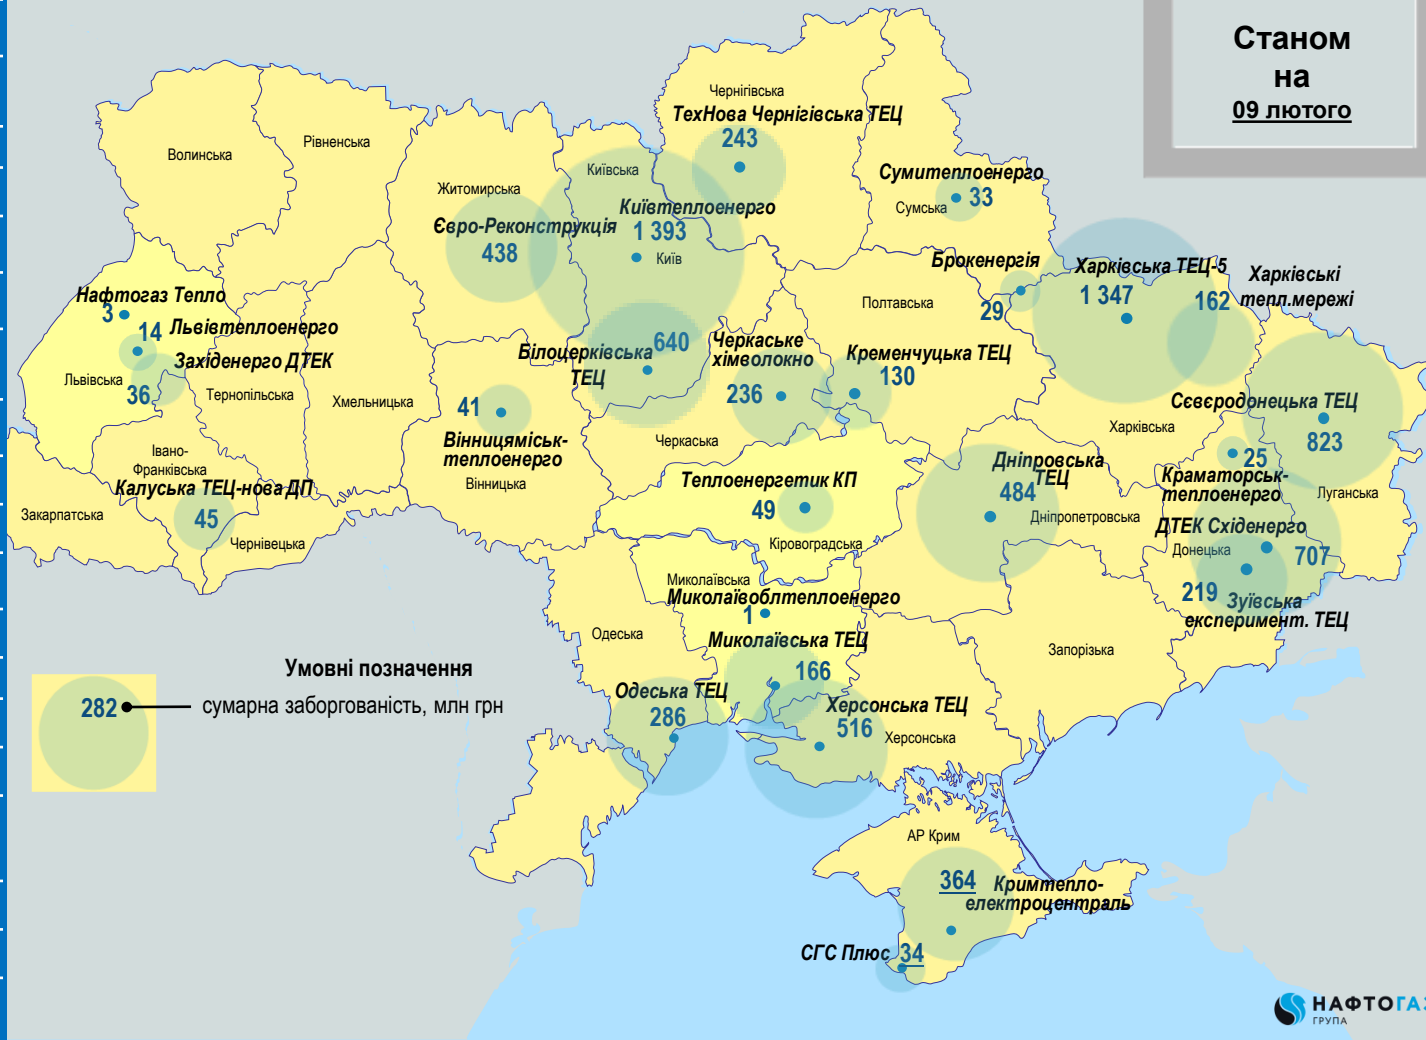 Станом
на
09 лютого
Чернігівська
ТехНова Чернігівська ТЕЦ
243
Волинська
Рівненська
Житомирська
Київська
Сумитеплоенерго
33
Сумська
Київтеплоенерго
1 393
Київ
Євро-Реконструкція
438
Брокенергія
29
Харківська ТЕЦ-5
1 347
162
Харківські
тепл.мережі
Полтавська
Нафтогаз Тепло
3
14
Львівтеплоенерго
Західенерго ДТЕК
36
Львівська
Тернопільська
Хмельницька
Білоцерківська
ТЕЦ
640
Черкаське
хімволокно
236
Кременчуцька ТЕЦ
130
41
Вінницяміськ-
теплоенерго
Вінницька
Черкаська
Харківська
Сєвєродонецька ТЕЦ
823
25
Краматорськ-
теплоенерго
Луганська
Івано-
Франківська
Калуська ТЕЦ-нова ДП
45
Закарпатська
Чернівецька
Теплоенергетик КП
49
Кіровоградська
Дніпровська
ТЕЦ
484
Дніпропетровська
ДТЕК Східенерго
Донецька
707
219
Зуївська
експеримент. ТЕЦ
Миколаївська
Миколаївоблтеплоенерго
1
Миколаївська ТЕЦ
166
Одеська
Запорізька
Одеська ТЕЦ
286
Херсонська ТЕЦ
516
Херсонська
Умовні позначення
282
сумарна заборгованість, млн грн
АР Крим
364
Кримтепло-
електроцентраль
СГС Плюс
34
НАФТОГАЗ
ГРУПА